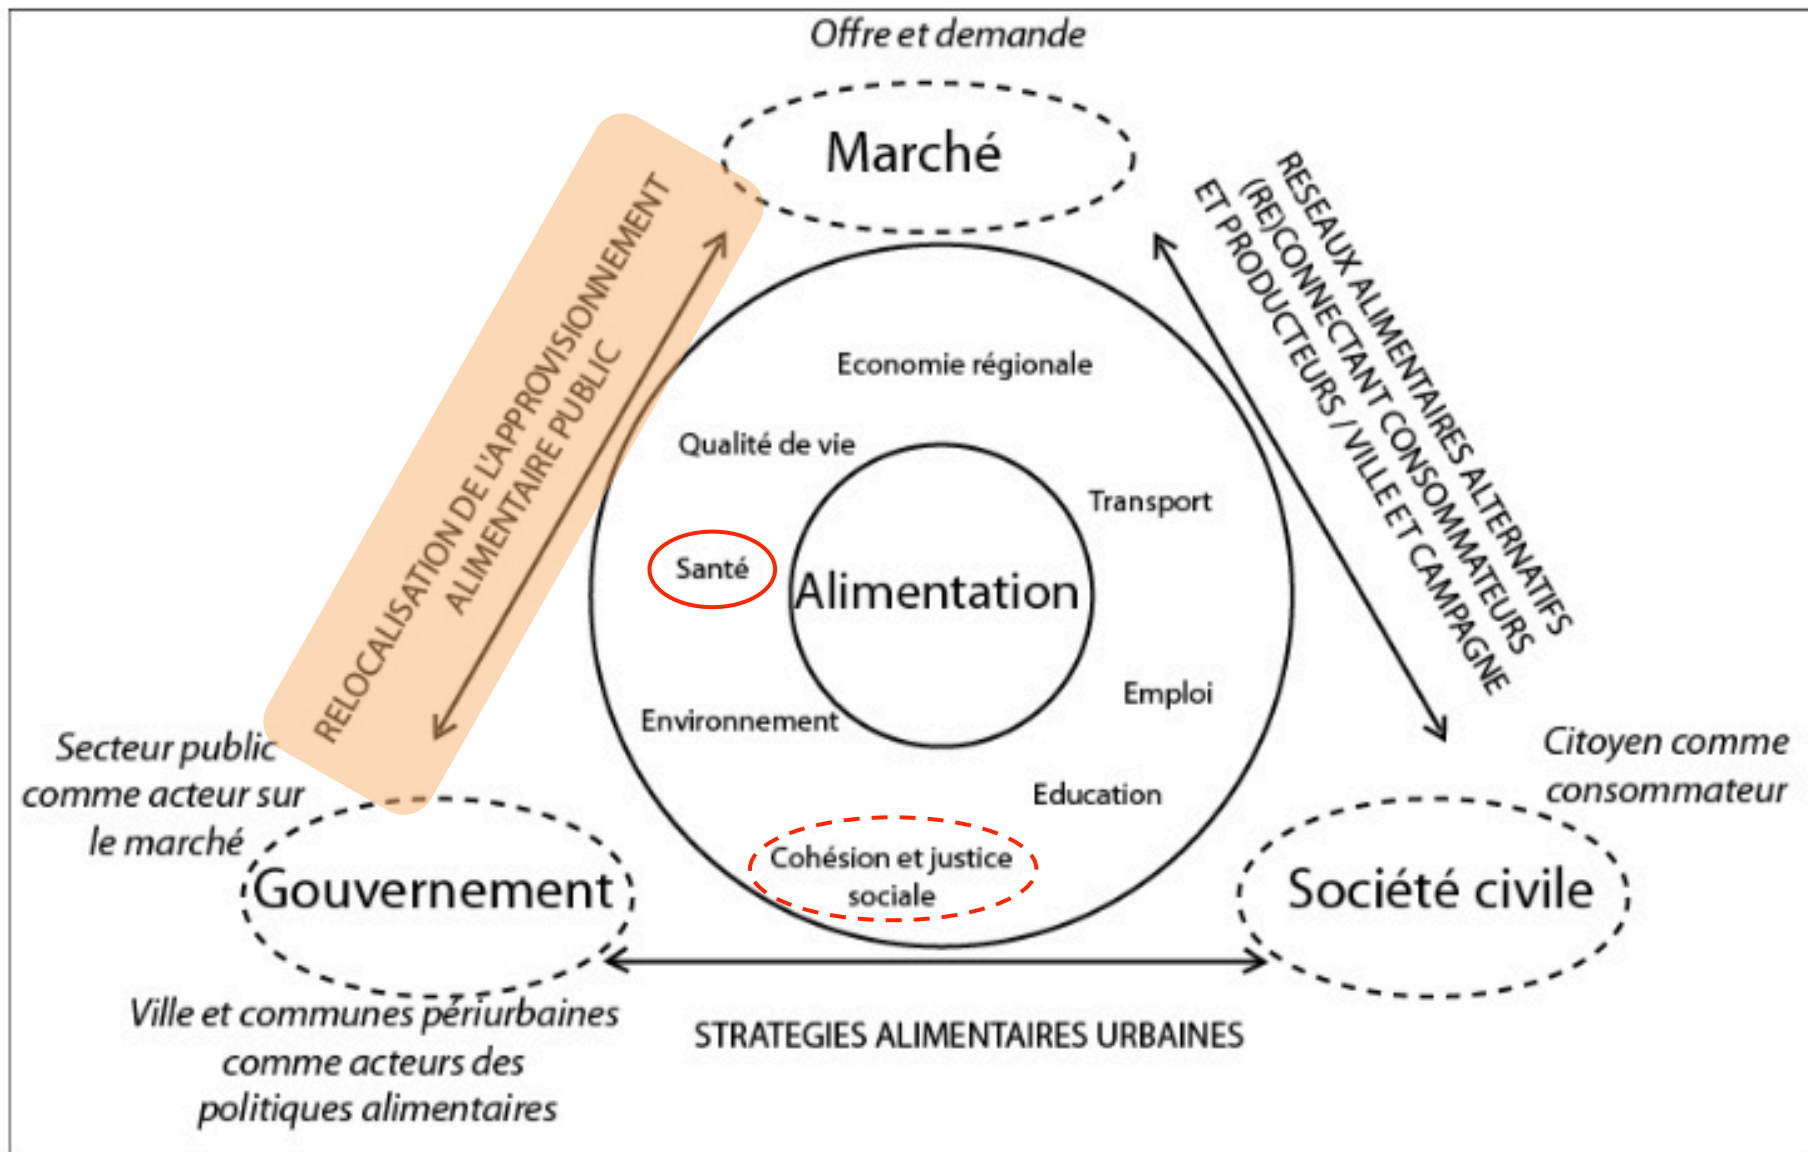 Offre et demande
Marché
RELOCALISATION DE L'APPROVISIONNEMENT
ALIMENTAIRE PUBLIC
RESEAUX ALIMENTAIRES ALTERNATIFS
(RE)CONNECTANT CONSOMMATEURS
ET PRODUCTEURS / VILLE ET CAMPAGNE
Economie régionale
Qualité de vie
Transport
Santé
Alimentation
Emploi
Environnement
Education
Cohésion et justice
sociale
Secteur public
comme acteur sur
le marché
Gouvernement
Ville et communes périurbaines
comme acteurs des
politiques alimentaires
Citoyen comme
consommateur
Société civile
STRATEGIES ALIMENTAIRES URBAINES